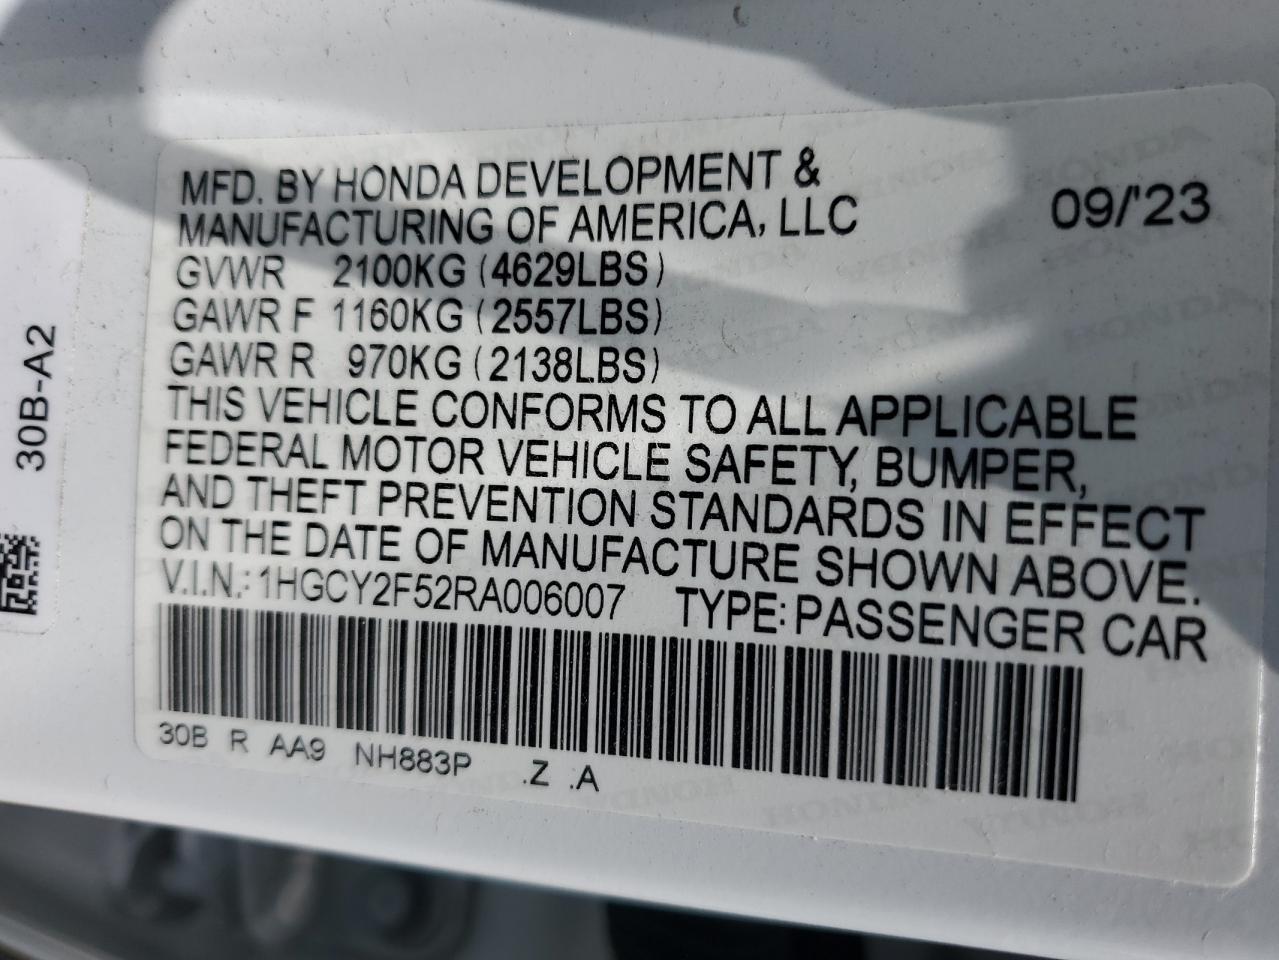 MFD. BY HONDA DEVELOPMENT &
MANUFACTURING OF AMERICA, LLC 09/'23
GVWR 2100KG (4629LBS)
GAWR F 1160KG (2557LBS)
GAWR R 970KG (2138LBS)
THIS VEHICLE CONFORMS TO ALL APPLICABLE
FEDERAL MOTOR VEHICLE SAFETY, BUMPER,
AND THEFT PREVENTION STANDARDS IN EFFECT
ON THE DATE OF MANUFACTURE SHOWN ABOVE.
V.I.N.: 1HGCY2F52RA006007 TYPE: PASSENGER CAR
30B R AA9 NH883P .Z .A
30B-A2